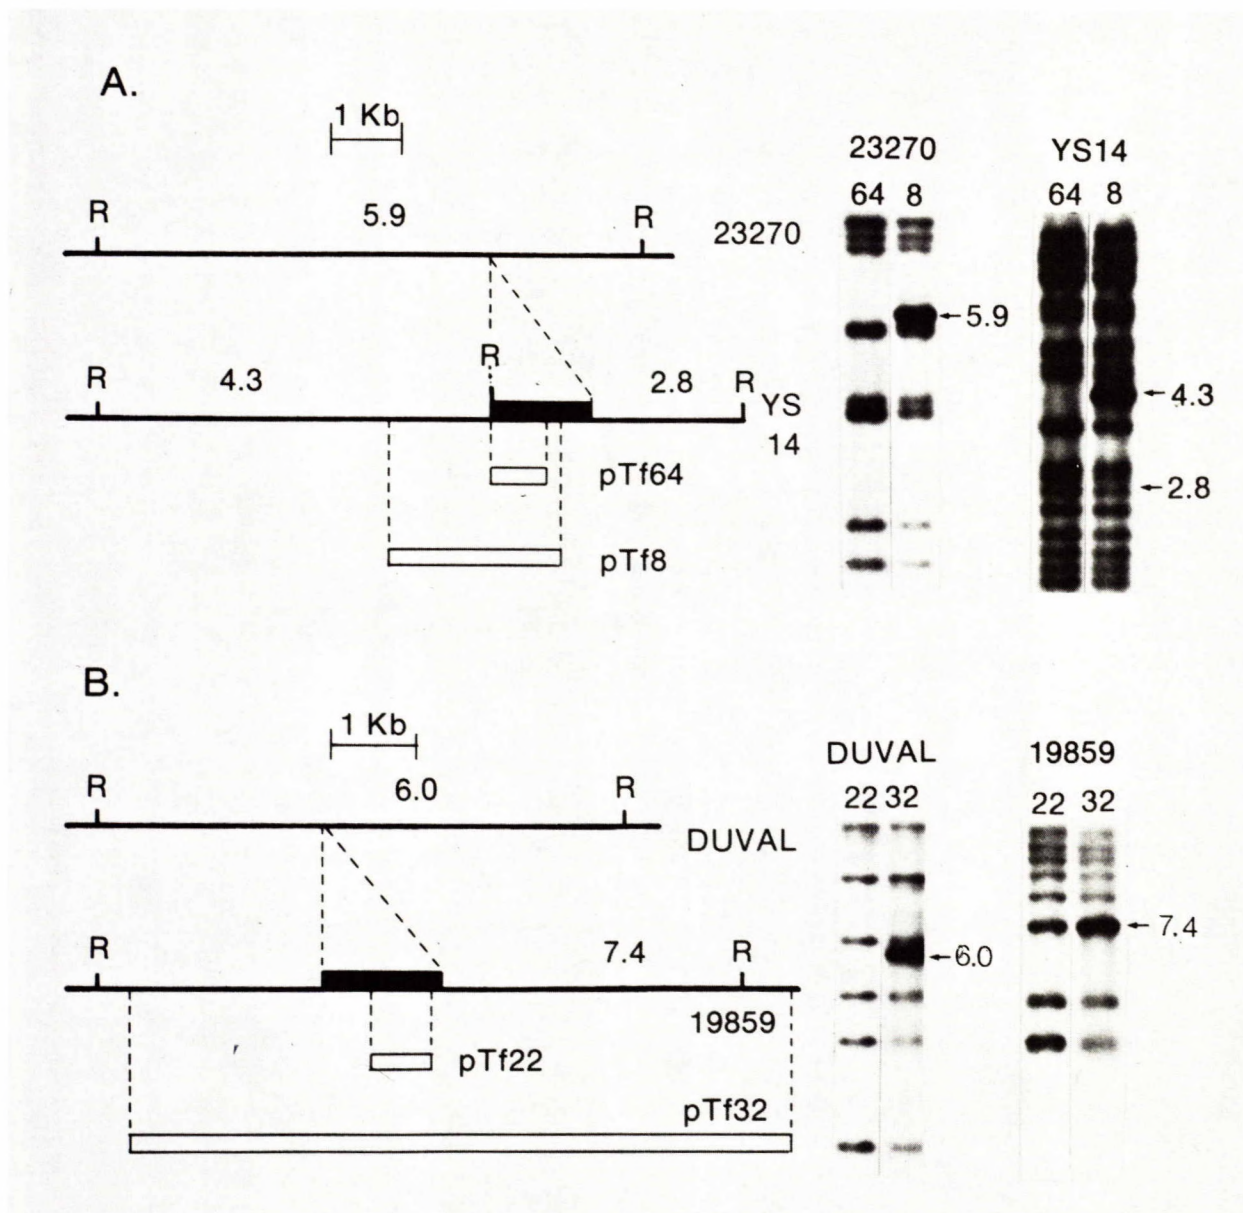 A.
1 Kb
R 5.9 R
23270
R 4.3 R 2.8 R YS
14
pTf64
pTf8
23270
64 8
←5.9
YS14
64 8
←4.3
←2.8
B.
1 Kb
R 6.0 R
DUVAL
R 7.4 R
19859
pTf22
pTf32
DUVAL
22 32
←6.0
19859
22 32
←7.4